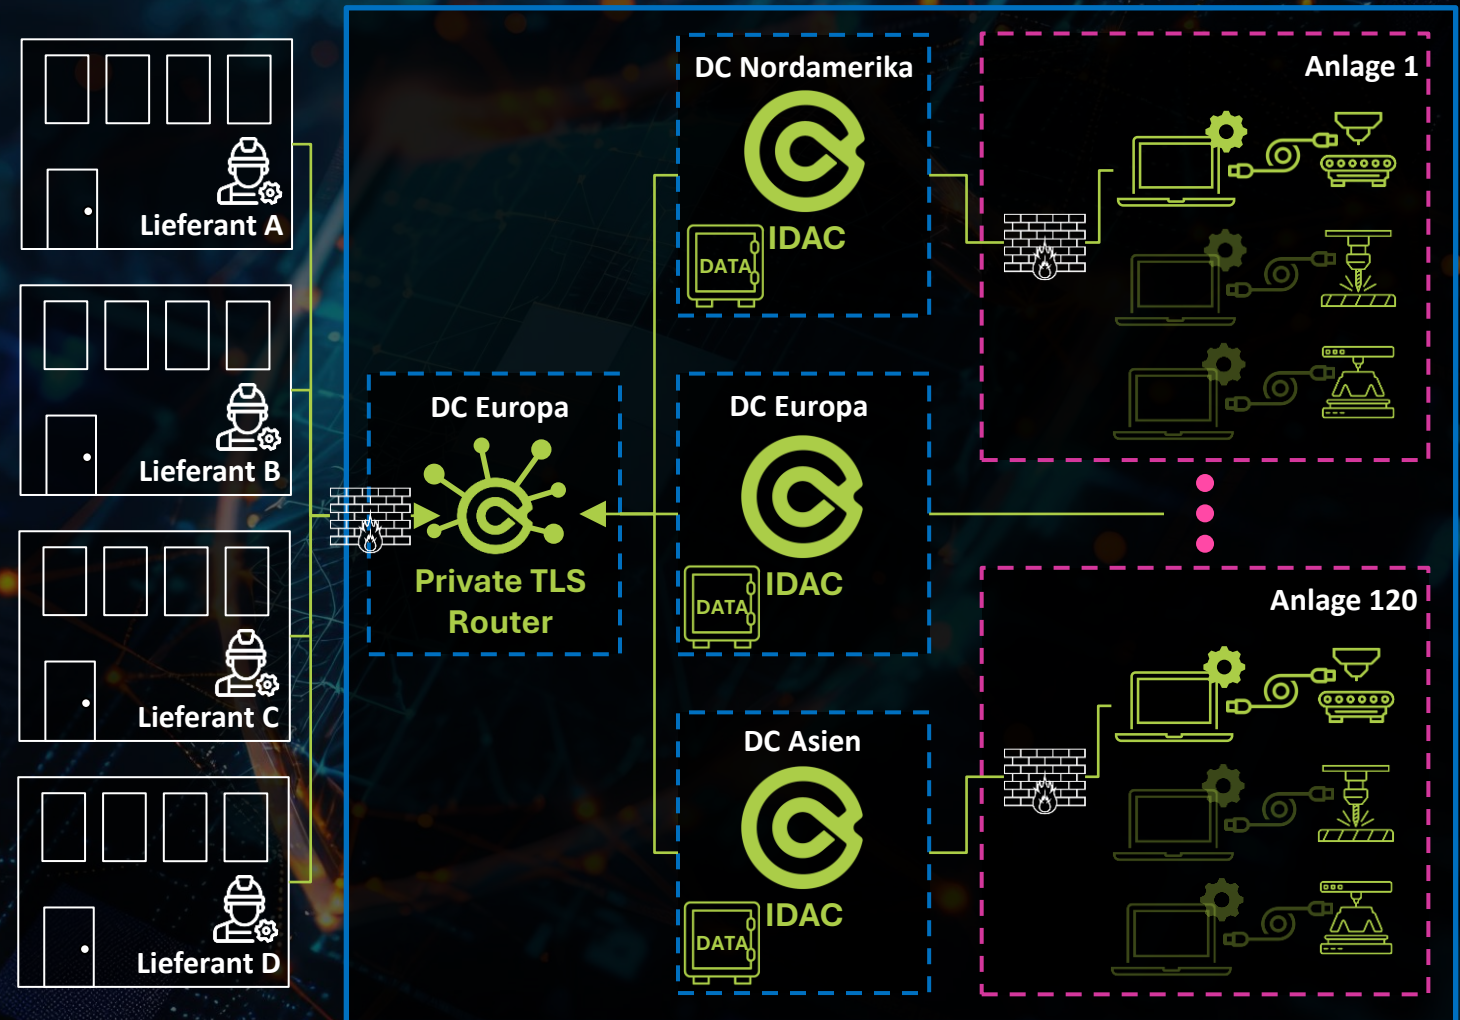 Lieferant A
Lieferant B
Lieferant C
Lieferant D
DC Europa
Private TLS
Router
DC Nordamerika
IDAC
DATA
DC Europa
IDAC
DATA
DC Asien
IDAC
DATA
Anlage 1
Anlage 120